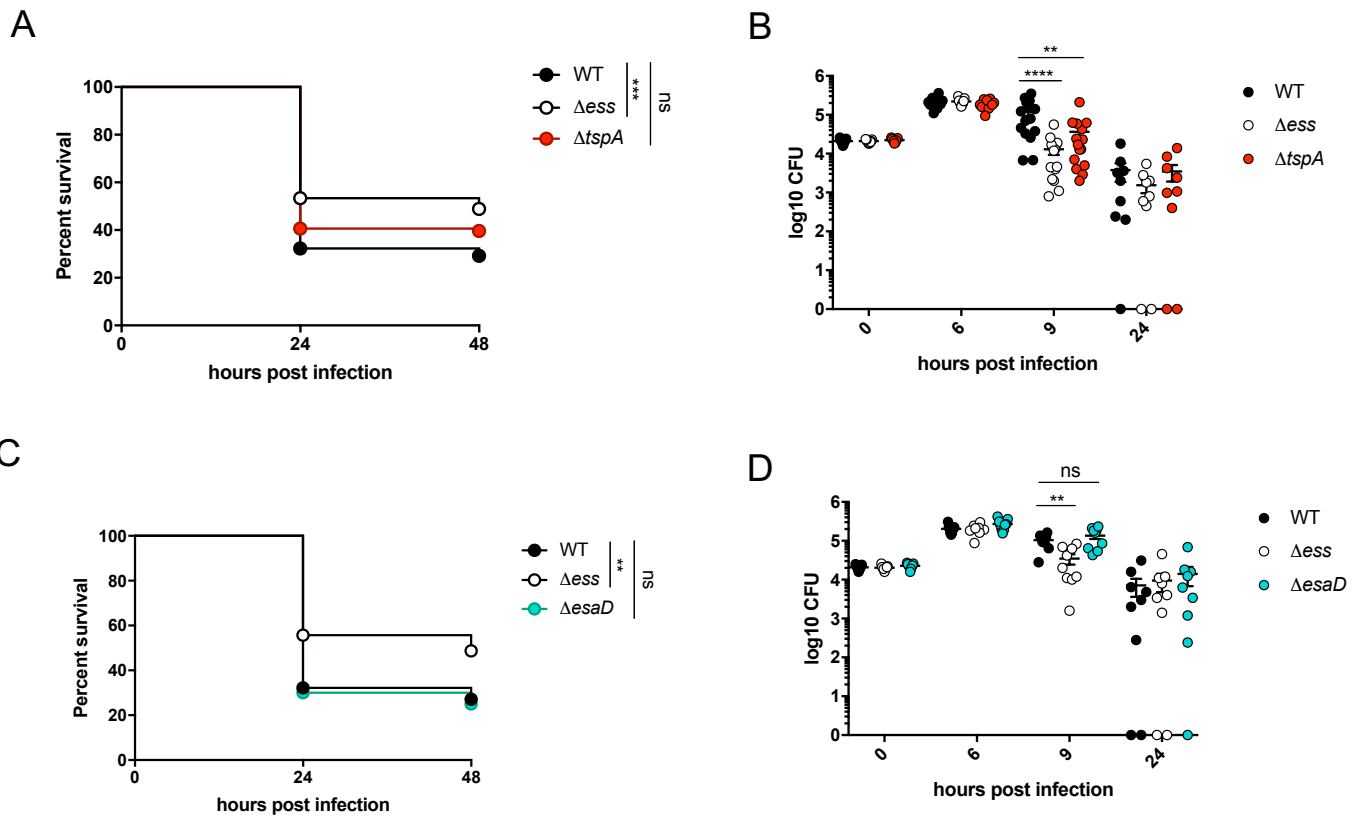 A
WT
Δess
ΔtspA
***
ns
Percent survival
100
80
60
40
20
0
0
24
48
hours post infection
B
**
****
WT
Δess
ΔtspA
log10 CFU
6
5
4
3
2
1
0
0
6
9
24
hours post infection
C
WT
Δess
ΔesaD
**
ns
Percent survival
100
80
60
40
20
0
0
24
48
hours post infection
D
ns
**
WT
Δess
ΔesaD
log10 CFU
6
5
4
3
2
1
0
0
6
9
24
hours post infection